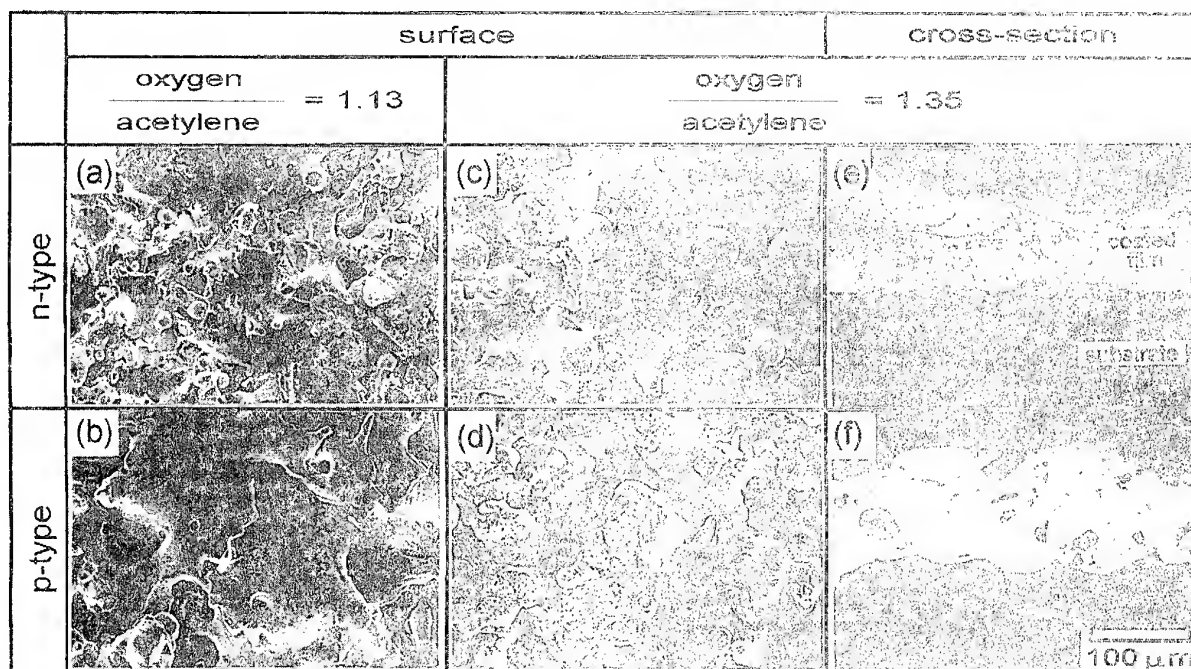 surface
cross-section
oxygen
acetylene
= 1.13
oxygen
acetylene
= 1.35
n-type
(a)
(c)
(e)
coated
film
substrate
p-type
(b)
(d)
(f)
100 μm